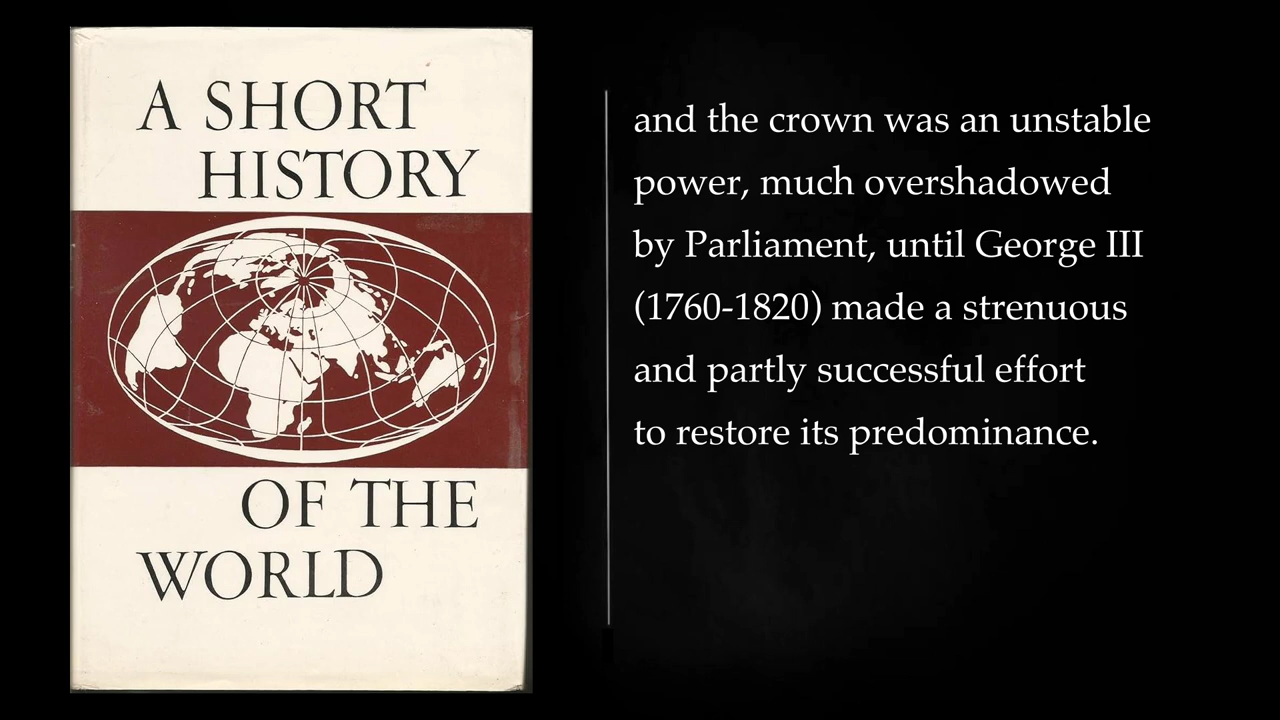 A SHORT
HISTORY
OF THE
WORLD
and the crown was an unstable
power, much overshadowed
by Parliament, until George III
(1760-1820) made a strenuous
and partly successful effort
to restore its predominance.